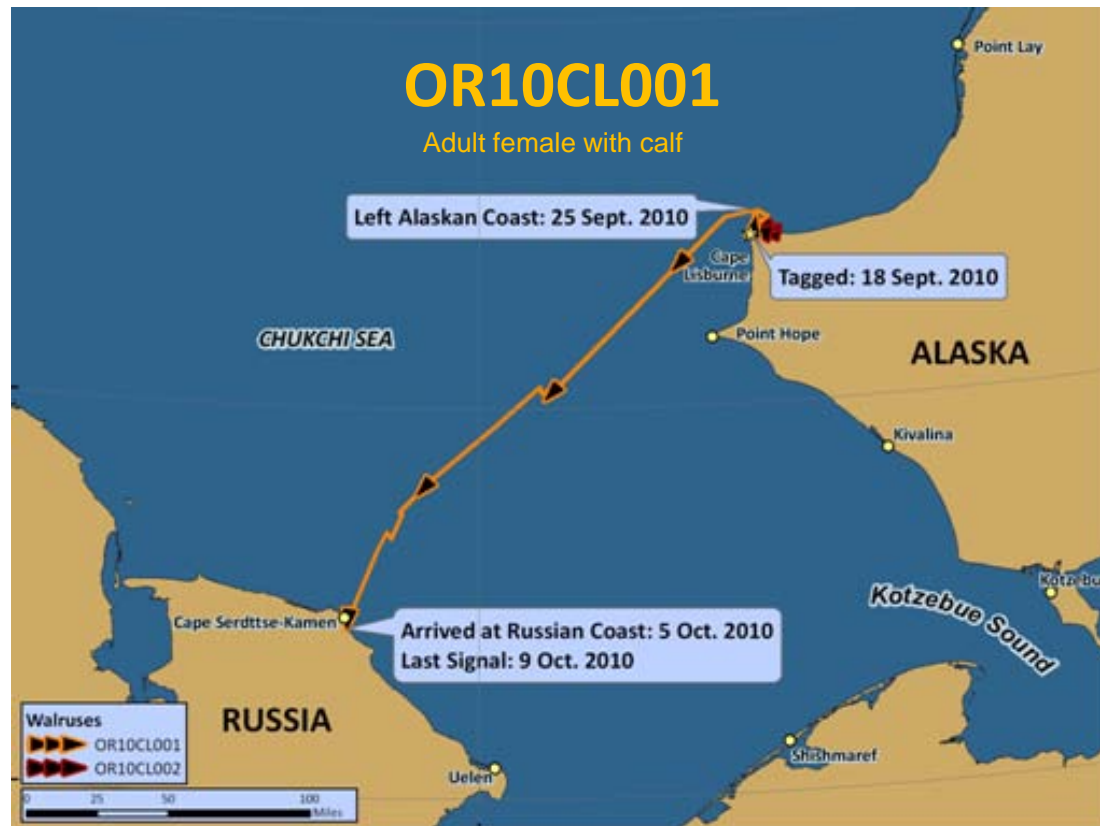 OR10CL001
Adult female with calf
Point Lay
Left Alaskan Coast: 25 Sept. 2010
Cape
Lisburne
Tagged: 18 Sept. 2010
CHUKCHI SEA
Point Hope
ALASKA
Kivalina
Kotzebu
Kotzebue Sound
Cape Serdttse-Kamen
Arrived at Russian Coast: 5 Oct. 2010
Last Signal: 9 Oct. 2010
RUSSIA
Shishmaref
Uelen
Walruses
OR10CL001
OR10CL002
0 25 50 100
Miles